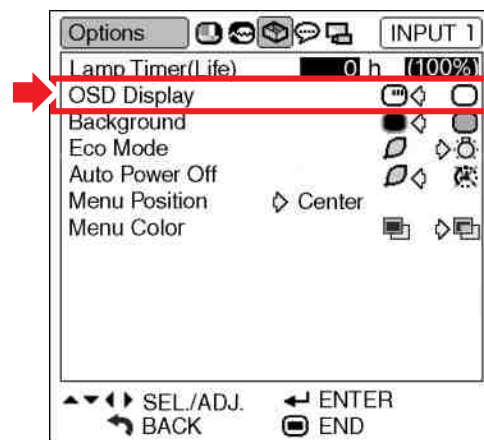 Options INPUT 1
Lamp Timer(Life) 0 h (100%)
OSD Display
Background
Eco Mode
Auto Power Off
Menu Position Center
Menu Color
SEL./ADJ. ENTER
BACK END